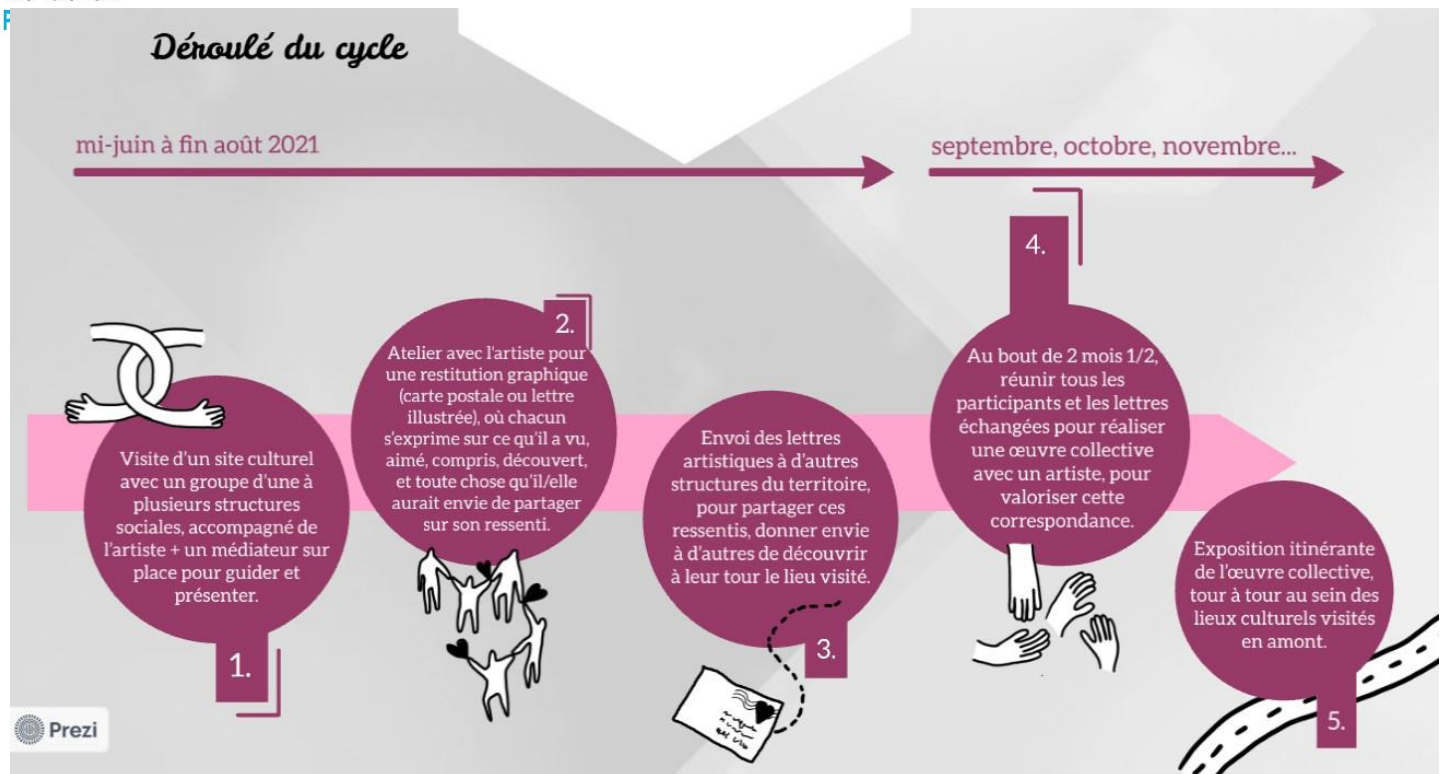 Déroulé du cycle
mi-juin à fin août 2021
septembre, octobre, novembre...
Visite d'un site culturel
avec un groupe d'une à
plusieurs structures
sociales, accompagné de
l'artiste + un médiateur sur
place pour guider et
présenter.
1.
2.
Atelier avec l'artiste pour
une restitution graphique
(carte postale ou lettre
illustrée), où chacun
s'exprime sur ce qu'il a vu,
aimé, compris, découvert,
et toute chose qu'il/elle
aurait envie de partager
sur son ressenti.
Envoi des lettres
artistiques à d'autres
structures du territoire,
pour partager ces
ressentis, donner envie
à d'autres de découvrir
à leur tour le lieu visité.
3.
4.
Au bout de 2 mois 1/2,
réunir tous les
participants et les lettres
échangées pour réaliser
une œuvre collective
avec un artiste, pour
valoriser cette
correspondance.
Exposition itinérante
de l'œuvre collective,
tour à tour au sein des
lieux culturels visités
en amont.
5.
Prezi